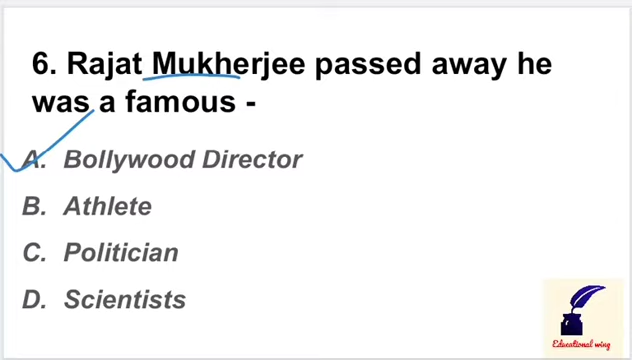 6. Rajat Mukherjee passed away he
was a famous -
A. Bollywood Director
B. Athlete
C. Politician
D. Scientists
Educational wing